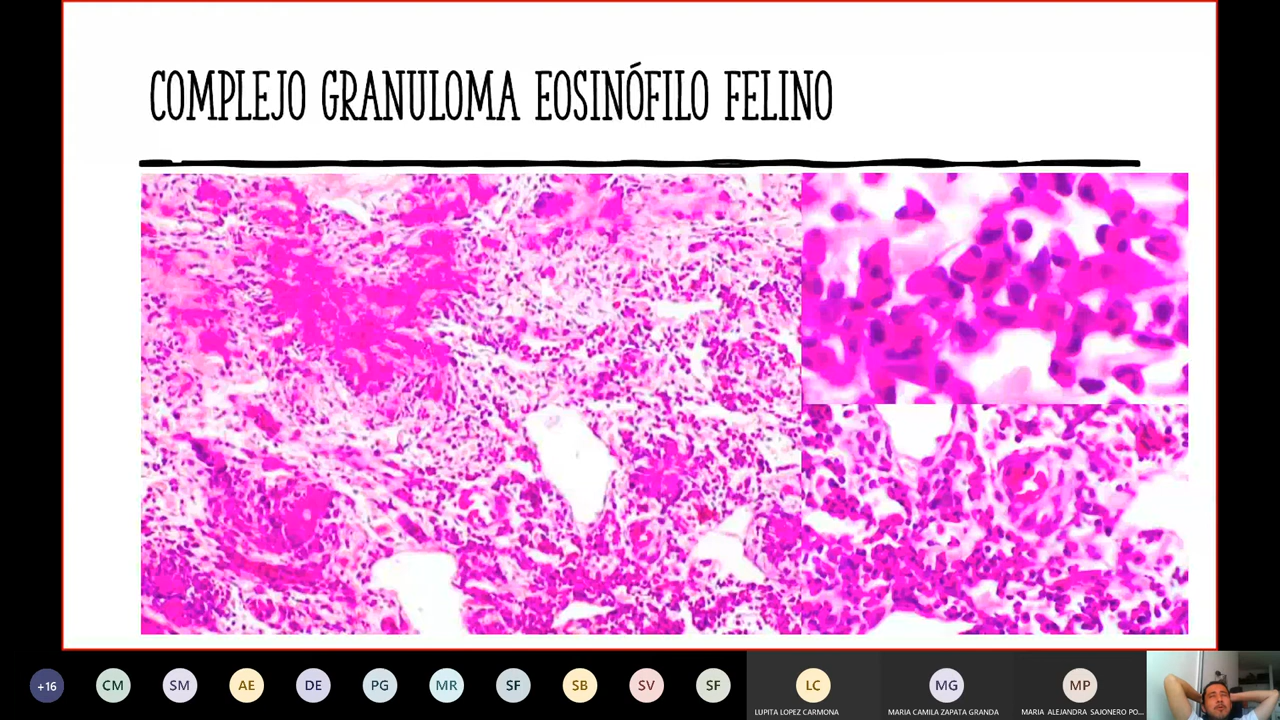 COMPLEJO GRANULOMA EOSINÓFILO FELINO
+16
CM
SM
AE
DE
PG
MR
SF
SB
SV
SF
LC
MG
MP
LUPITA LOPEZ CARMONA
MARIA CAMILA ZAPATA GRANDA
MARIA ALEJANDRA SAJONERO PO...